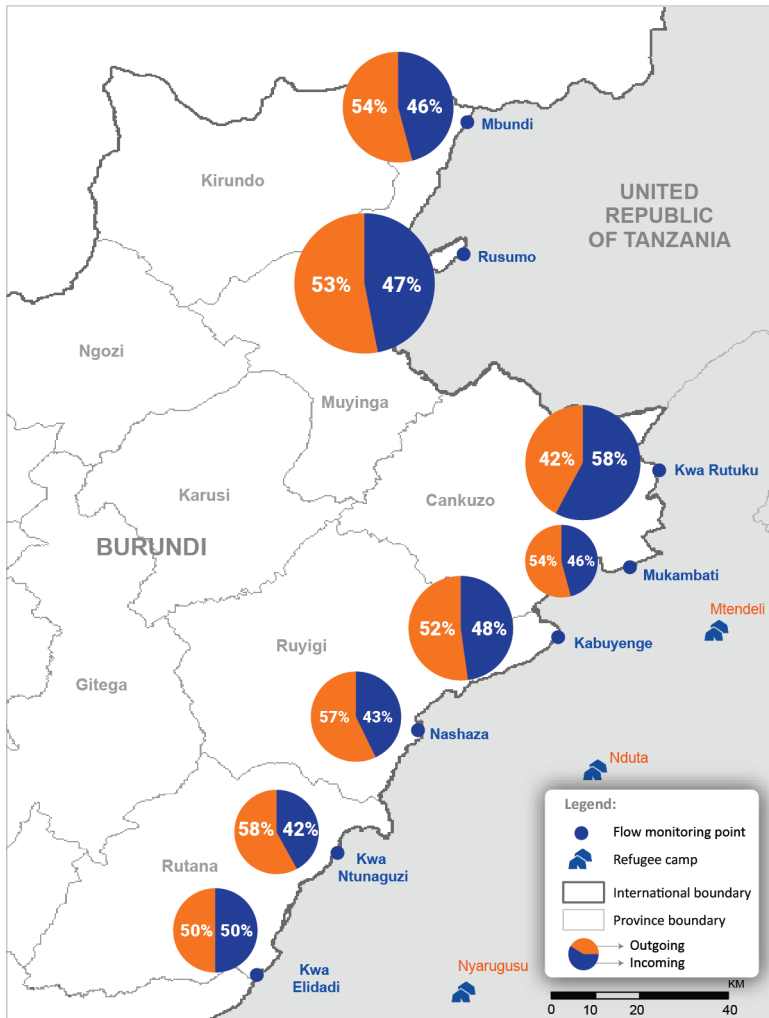 54%
46%
Mbundi
Kirundo
UNITED
REPUBLIC
OF TANZANIA
Rusumo
53%
47%
Ngozi
Muyinga
42%
58%
Kwa Rutuku
Karusi
Cankuzo
BURUNDI
54%
46%
Mukambati
Mtendeli
52%
48%
Kabuyenge
Ruyigi
Gitega
57%
43%
Nashaza
Nduta
58%
42%
Kwa
Ntunaguzi
Rutana
50%
50%
Kwa
Elidadi
Nyarugusu
Legend:
Flow monitoring point
Refugee camp
International boundary
Province boundary
Outgoing
Incoming
KM
0
10
20
40